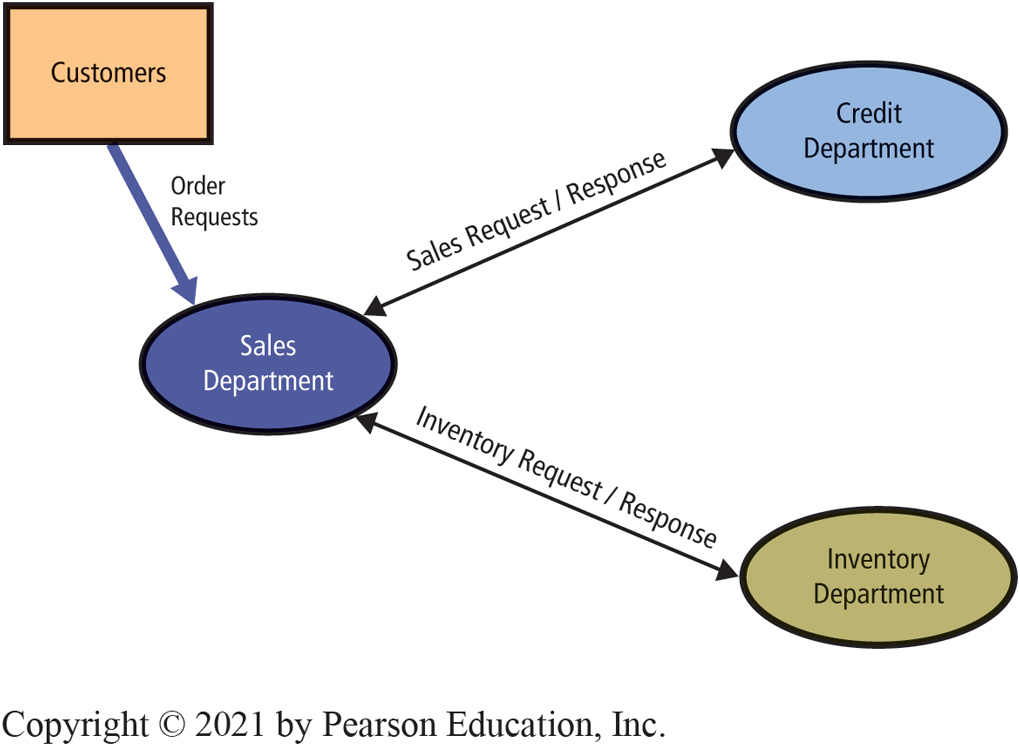 Customers
Order
Requests
Credit
Department
Sales Request / Response
Sales
Department
Inventory Request / Response
Inventory
Department
Copyright © 2021 by Pearson Education, Inc.